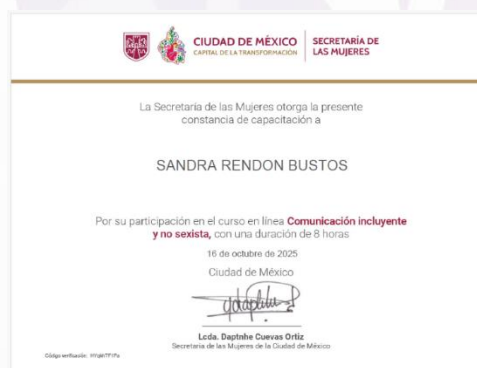 CIUDAD DE MÉXICO
CAPITAL DE LA TRANSFORMACIÓN
SECRETARÍA DE
LAS MUJERES
La Secretaría de las Mujeres otorga la presente
constancia de capacitación a
SANDRA RENDON BUSTOS
Por su participación en el curso en línea Comunicación incluyente
y no sexista, con una duración de 8 horas
16 de octubre de 2025
Ciudad de México
Lcda. Daptnhe Cuevas Ortiz
Secretaria de las Mujeres de la Ciudad de México
Código verificación: